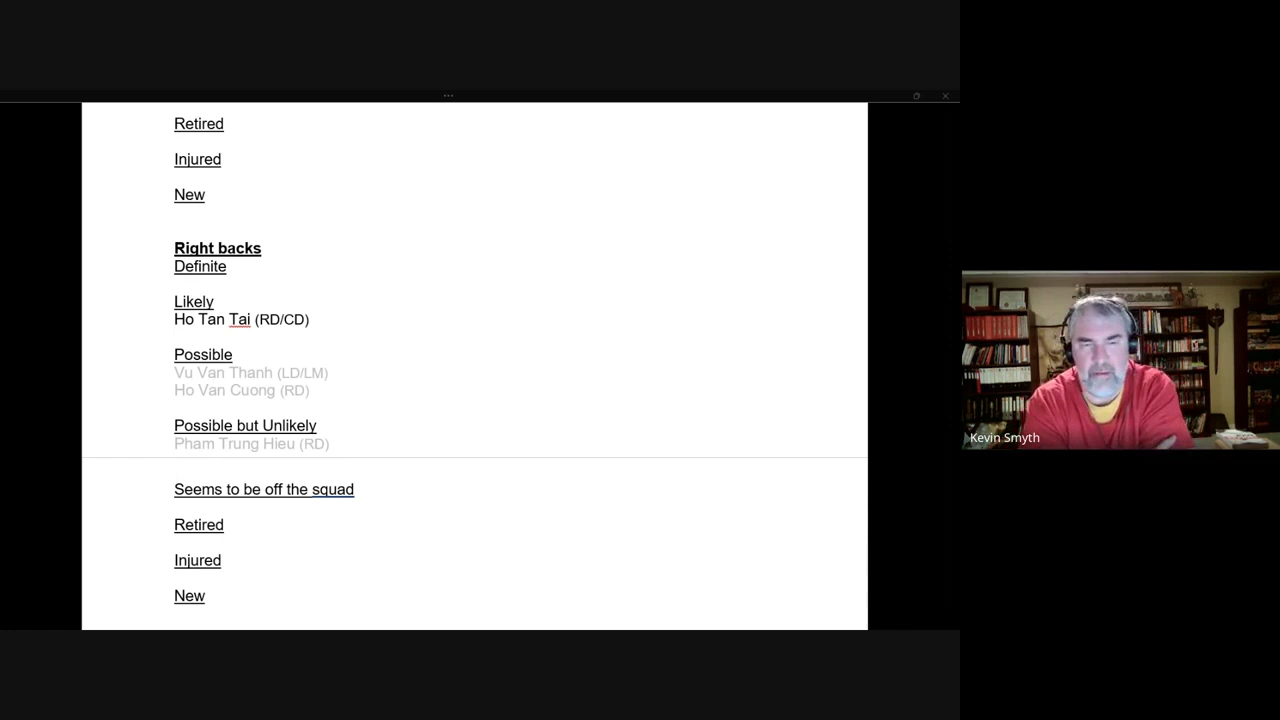 Retired
Injured
New
Right backs
Definite
Likely
Ho Tan Tai (RD/CD)
Possible
Vu Van Thanh (LD/LM)
Ho Van Cuong (RD)
Possible but Unlikely
Pham Trung Hieu (RD)
Seems to be off the squad
Retired
Injured
New
Kevin Smyth